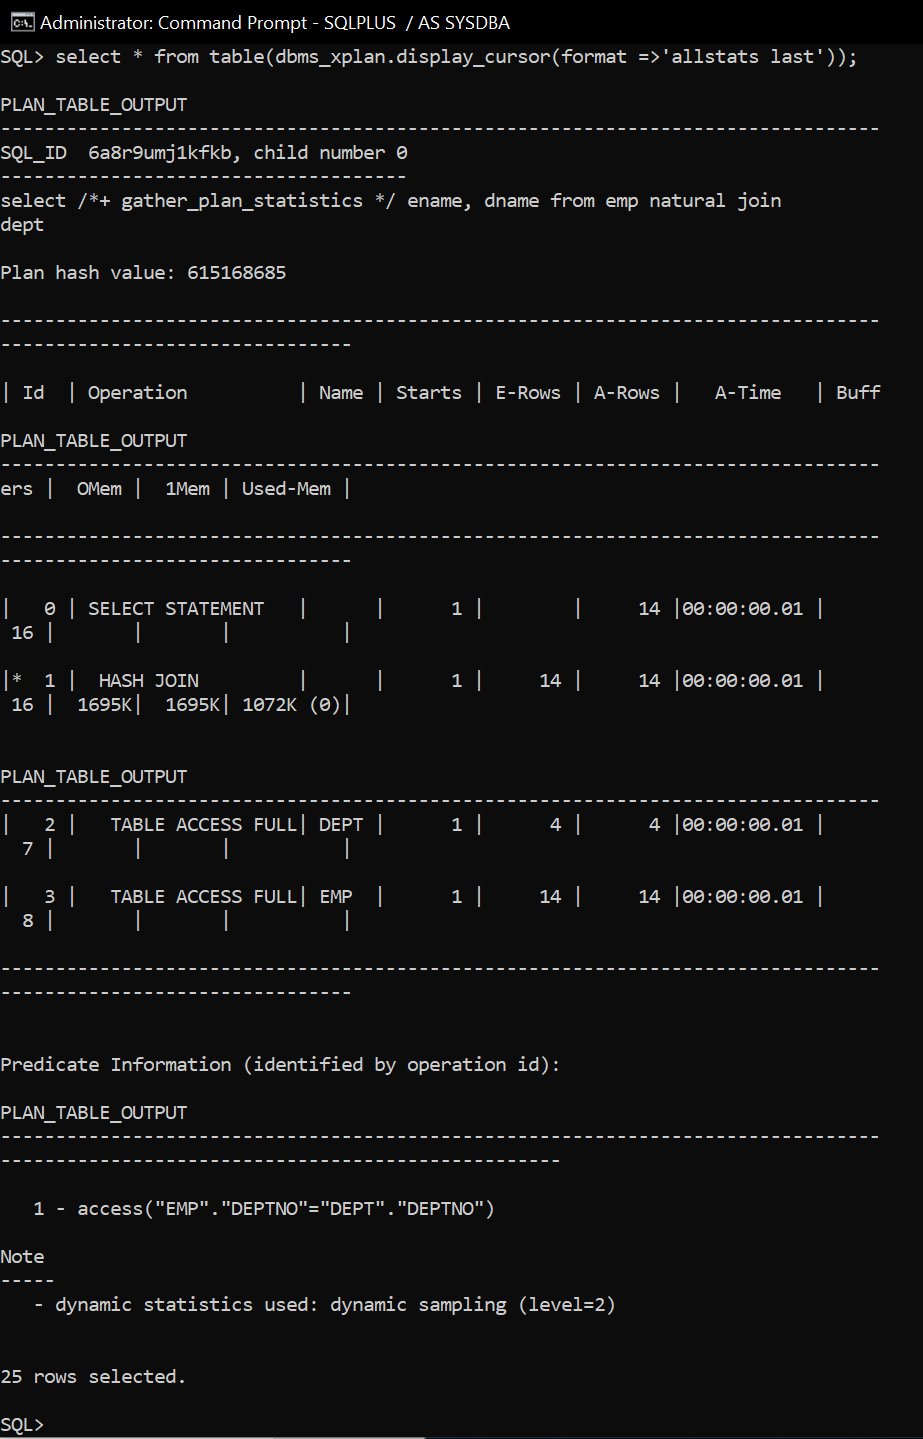 Administrator: Command Prompt - SQLPLUS  / AS SYSDBA
SQL> select * from table(dbms_xplan.display_cursor(format =>'allstats last'));
PLAN_TABLE_OUTPUT
--------------------------------------------------------------------------------
SQL_ID  6a8r9umj1kfkb, child number 0
-------------------------------------
select /*+ gather_plan_statistics */ ename, dname from emp natural join
dept
Plan hash value: 615168685
--------------------------------------------------------------------------------
--------------------------------
| Id  | Operation          | Name | Starts | E-Rows | A-Rows |   A-Time   | Buff
PLAN_TABLE_OUTPUT
--------------------------------------------------------------------------------
ers |  OMem |  1Mem | Used-Mem |
--------------------------------------------------------------------------------
--------------------------------
|   0 | SELECT STATEMENT   |      |      1 |        |     14 |00:00:00.01 |
 16 |       |       |          |
|*  1 |  HASH JOIN         |      |      1 |     14 |     14 |00:00:00.01 |
 16 |  1695K|  1695K| 1072K (0)|
PLAN_TABLE_OUTPUT
--------------------------------------------------------------------------------
|   2 |   TABLE ACCESS FULL| DEPT |      1 |      4 |      4 |00:00:00.01 |
  7 |       |       |          |
|   3 |   TABLE ACCESS FULL| EMP  |      1 |     14 |     14 |00:00:00.01 |
  8 |       |       |          |
--------------------------------------------------------------------------------
--------------------------------
Predicate Information (identified by operation id):
PLAN_TABLE_OUTPUT
--------------------------------------------------------------------------------
---------------------------------------------------
   1 - access("EMP"."DEPTNO"="DEPT"."DEPTNO")
Note
-----
   - dynamic statistics used: dynamic sampling (level=2)
25 rows selected.
SQL>